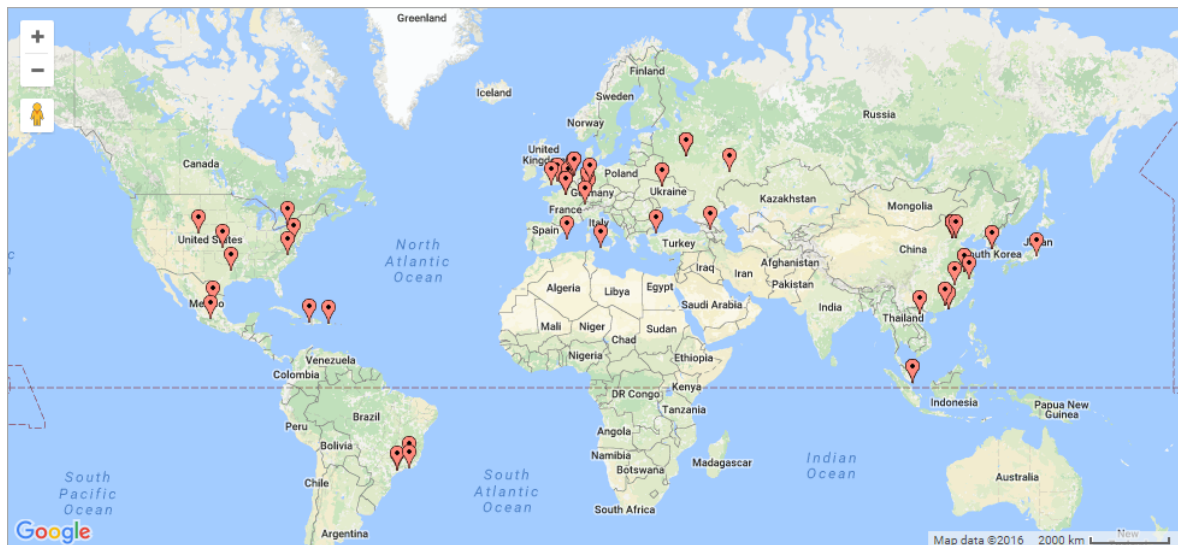 Greenland
+
−
Iceland
Finland
Sweden
Norway
Russia
United
Kingdom
Canada
Poland
Germany
Ukraine
Kazakhstan
Mongolia
France
Italy
Spain
Turkey
United States
North
Atlantic
Ocean
China
South Korea
Japan
Afghanistan
Iraq
Iran
Pakistan
Algeria
Libya
Egypt
Saudi Arabia
India
Mexico
Thailand
Mali
Niger
Sudan
Chad
Nigeria
Ethiopia
Venezuela
Colombia
DR Congo
Kenya
Tanzania
Indonesia
Papua New
Guinea
Brazil
Peru
Bolivia
Angola
Namibia
Botswana
Madagascar
Indian
Ocean
South
Pacific
Ocean
Chile
South
Atlantic
Ocean
Australia
South Africa
Argentina
Google
Map data ©2016
2000 km
New